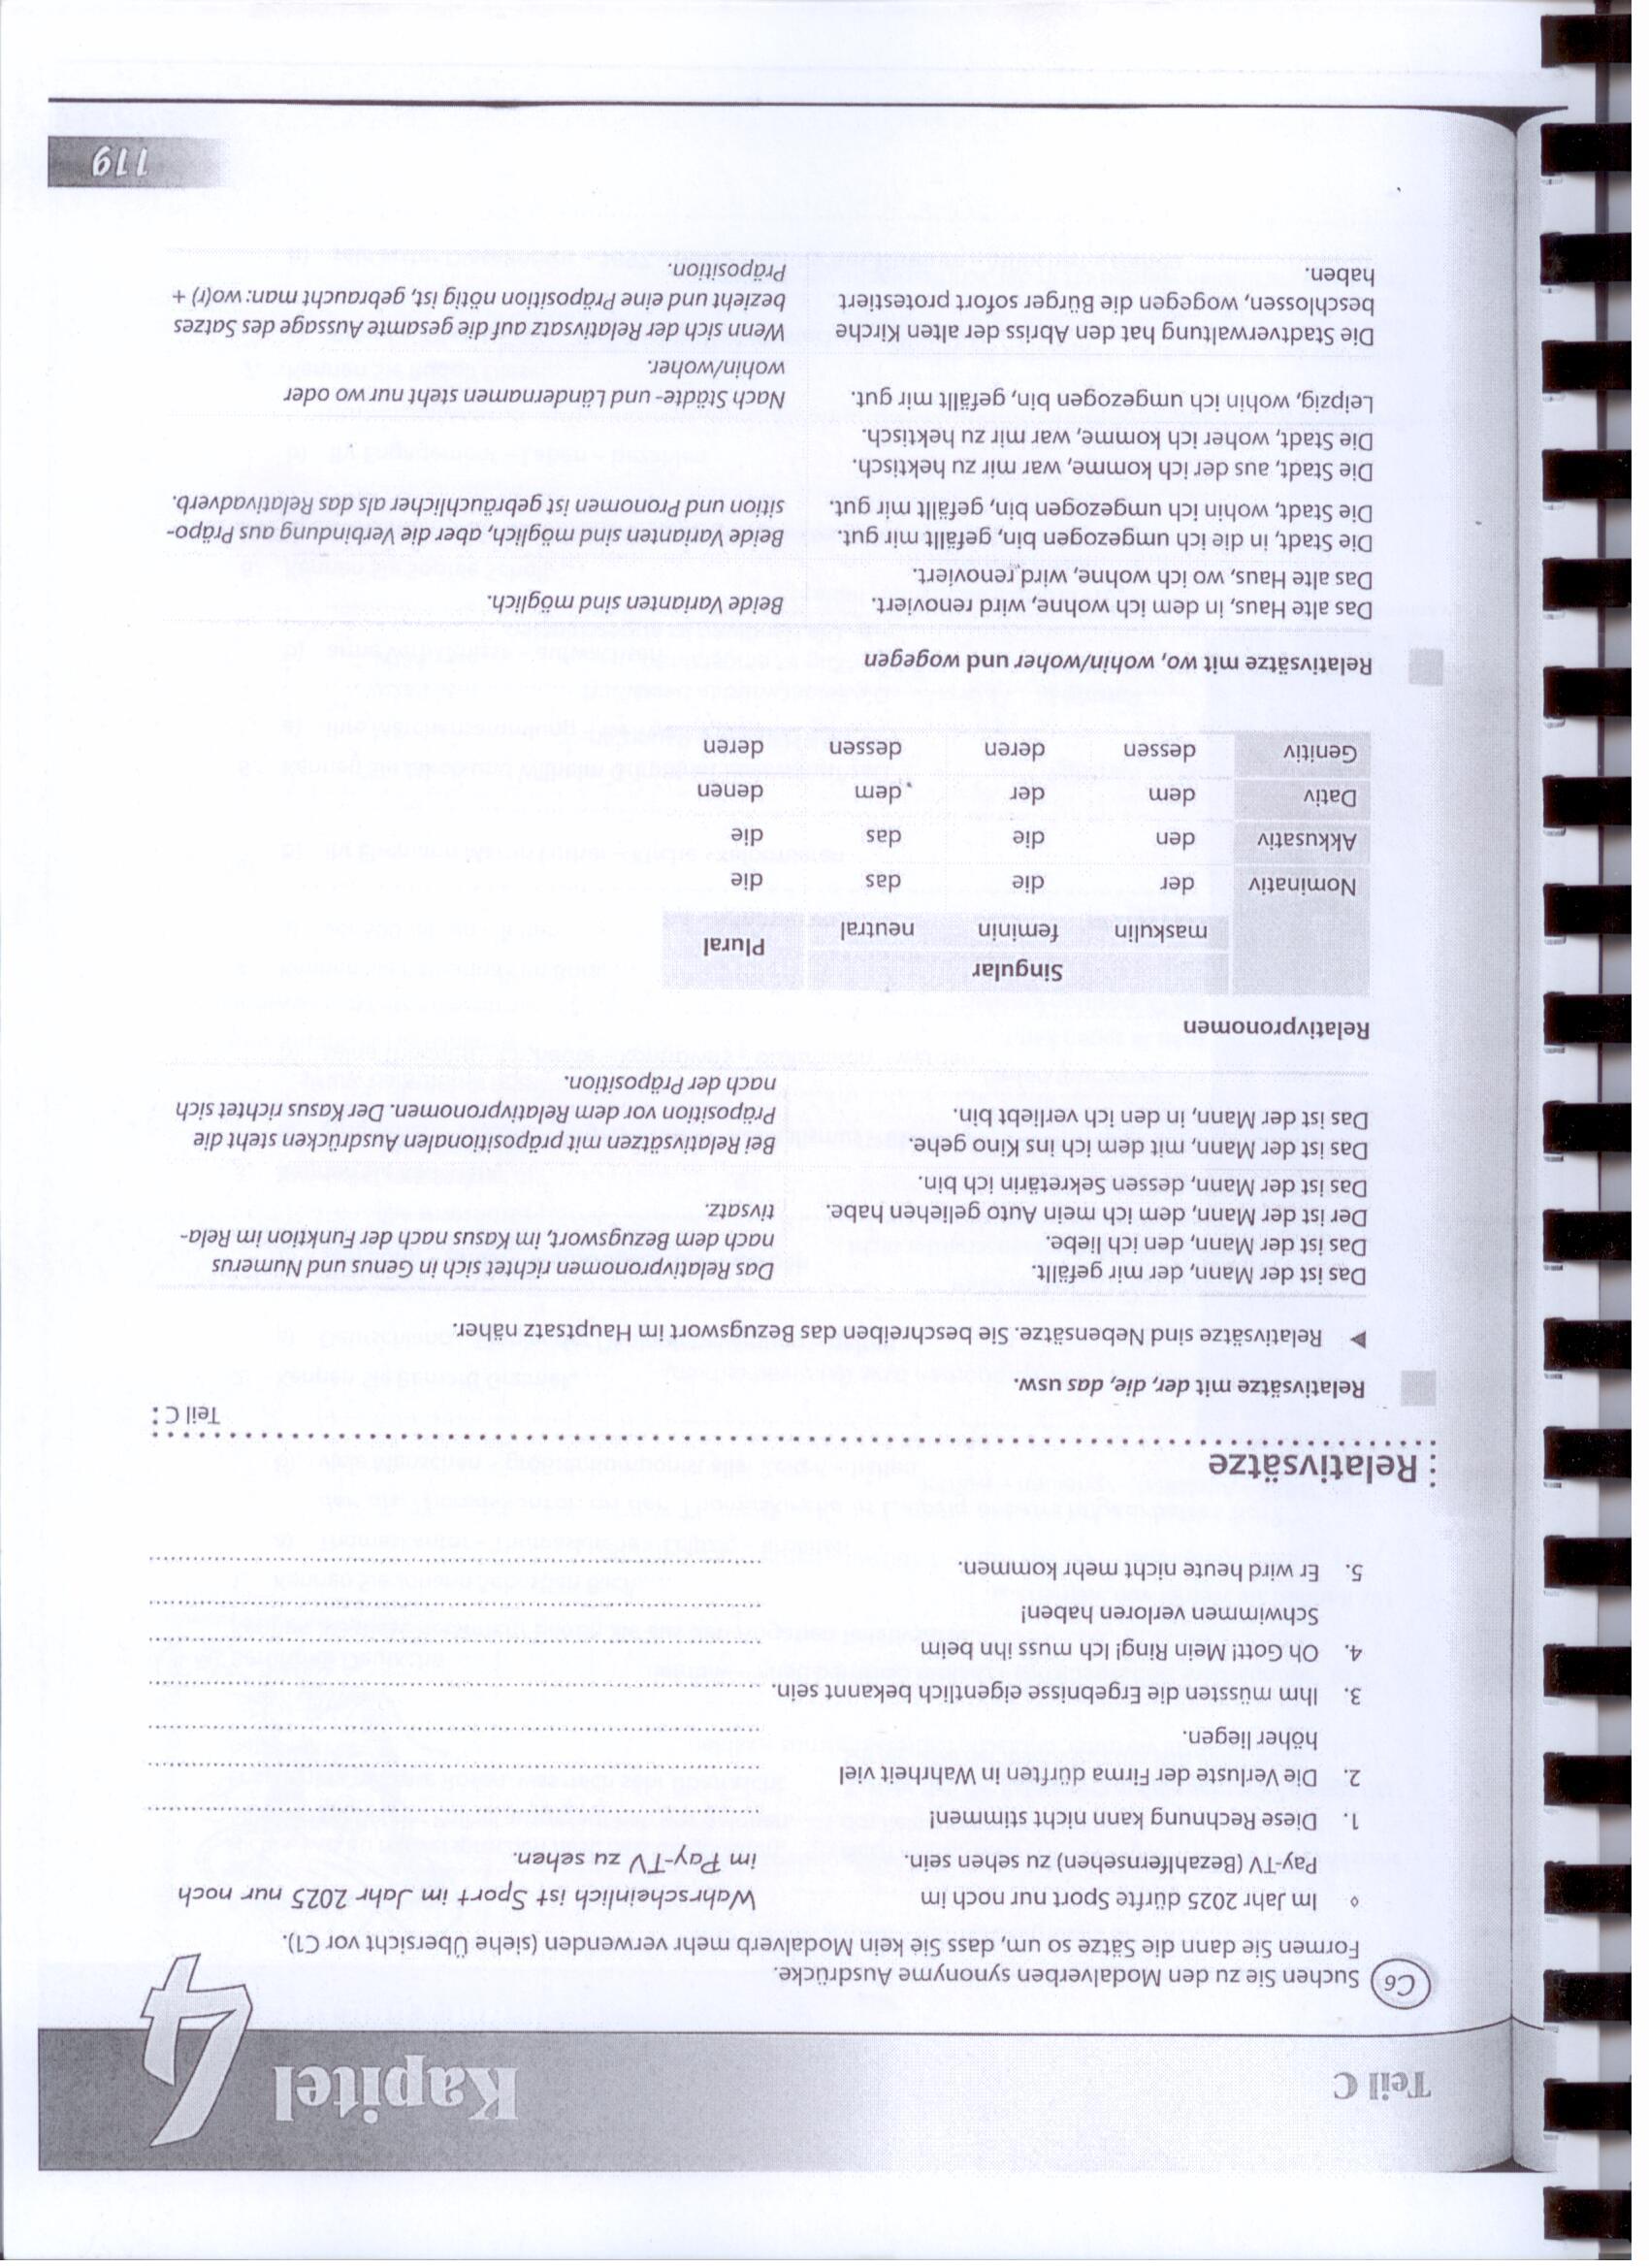 Teil C
Kapitel 4
C6 Suchen Sie zu den Modalverben synonyme Ausdrücke.
Formen Sie dann die Sätze so um, dass Sie kein Modalverb mehr verwenden (siehe Übersicht vor C1).
◊ Im Jahr 2025 dürfte Sport nur noch im
Pay-TV (Bezahlfernsehen) zu sehen sein.
Wahrscheinlich ist Sport im Jahr 2025 nur noch
im Pay-TV zu sehen.
1. Diese Rechnung kann nicht stimmen!
2. Die Verluste der Firma dürften in Wahrheit viel
höher liegen.
3. Ihm müssten die Ergebnisse eigentlich bekannt sein.
4. Oh Gott! Mein Ring! Ich muss ihn beim
Schwimmen verloren haben!
5. Er wird heute nicht mehr kommen.
Relativsätze
Teil C
Relativsätze mit der, die, das usw.
▶ Relativsätze sind Nebensätze. Sie beschreiben das Bezugswort im Hauptsatz näher.
Das ist der Mann, der mir gefällt.
Das ist der Mann, den ich liebe.
Der ist der Mann, dem ich mein Auto geliehen habe.
Das ist der Mann, dessen Sekretärin ich bin.
Das Relativpronomen richtet sich in Genus und Numerus
nach dem Bezugswort, im Kasus nach der Funktion im Rela-
tivsatz.
Das ist der Mann, mit dem ich ins Kino gehe.
Das ist der Mann, in den ich verliebt bin.
Bei Relativsätzen mit präpositionalen Ausdrücken steht die
Präposition vor dem Relativpronomen. Der Kasus richtet sich
nach der Präposition.
Relativpronomen
Singular
Plural
maskulin feminin neutral
Nominativ der die das die
Akkusativ den die das die
Dativ dem der dem denen
Genitiv dessen deren dessen deren
Relativsätze mit wo, wohin/woher und wogegen
Das alte Haus, in dem ich wohne, wird renoviert.
Das alte Haus, wo ich wohne, wird renoviert.
Beide Varianten sind möglich.
Die Stadt, in die ich umgezogen bin, gefällt mir gut.
Die Stadt, wohin ich umgezogen bin, gefällt mir gut.
Beide Varianten sind möglich, aber die Verbindung aus Präpo-
sition und Pronomen ist gebräuchlicher als das Relativadverb.
Die Stadt, aus der ich komme, war mir zu hektisch.
Die Stadt, woher ich komme, war mir zu hektisch.
Leipzig, wohin ich umgezogen bin, gefällt mir gut.
Nach Städte- und Ländernamen steht nur wo oder
wohin/woher.
Die Stadtverwaltung hat den Abriss der alten Kirche
beschlossen, wogegen die Bürger sofort protestiert
haben.
Wenn sich der Relativsatz auf die gesamte Aussage des Satzes
bezieht und eine Präposition nötig ist, gebraucht man: wo(r) +
Präposition.
119